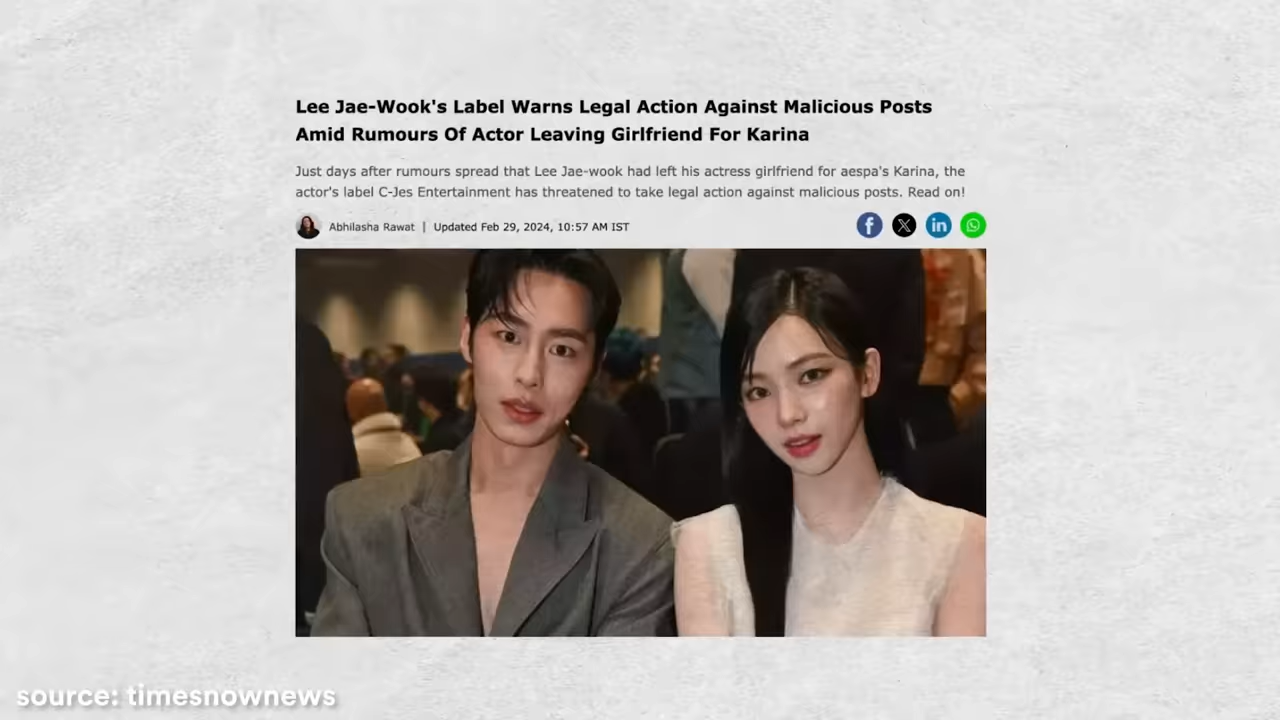 Lee Jae-Wook's Label Warns Legal Action Against Malicious Posts
Amid Rumours Of Actor Leaving Girlfriend For Karina
Just days after rumours spread that Lee Jae-wook had left his actress girlfriend for aespa's Karina, the
actor's label C-Jes Entertainment has threatened to take legal action against malicious posts. Read on!
Abhilasha Rawat | Updated Feb 29, 2024, 10:57 AM IST
source: timesnownews